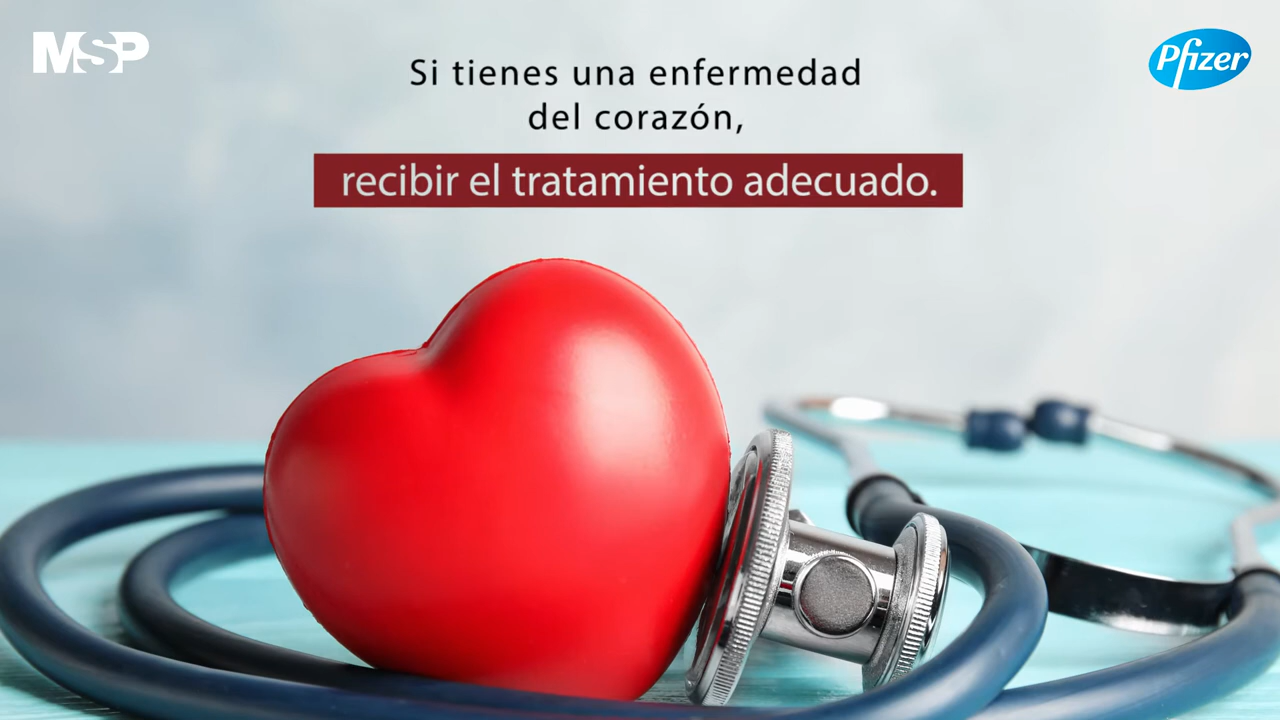 MSP
Pfizer
Si tienes una enfermedad
del corazón,
recibir el tratamiento adecuado.